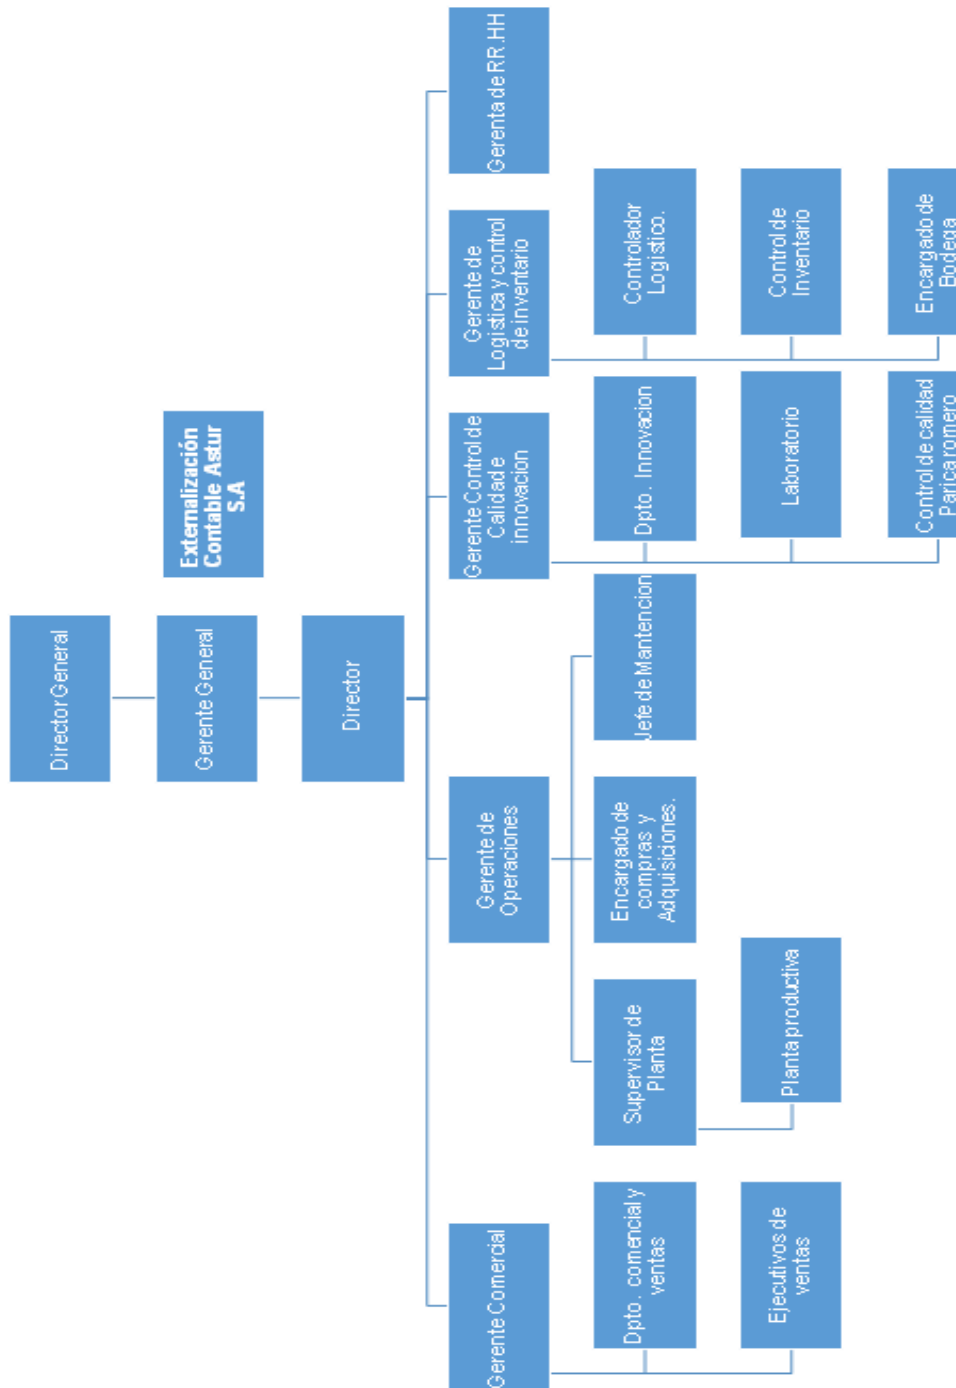 Director General
Gerente General
Externalización
Contable Astur
S.A
Director
Gerente Comercial
Gerente de
Operaciones
Gerente Control de
Calidad e
innovacion
Gerente de
Logistica y control
de inventario
Gerenta de RR.HH
Dpto. comencial y
ventas
Supervisor de
Planta
Encargado de
compras y
Adquisiciones.
Jefe de Mantencion
Dpto. Innovacion
Controlador
Logistico.
Ejecutivos de
ventas
Planta productiva
Laboratorio
Control de
Inventario
Control de calidad
Parica romero
Encargado de
Bodega